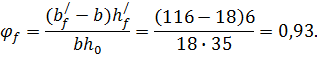 φ_f = (b_f^/ − b)h_f^/ / bh_0 = (116 − 18)6 / 18 · 35 = 0,93.